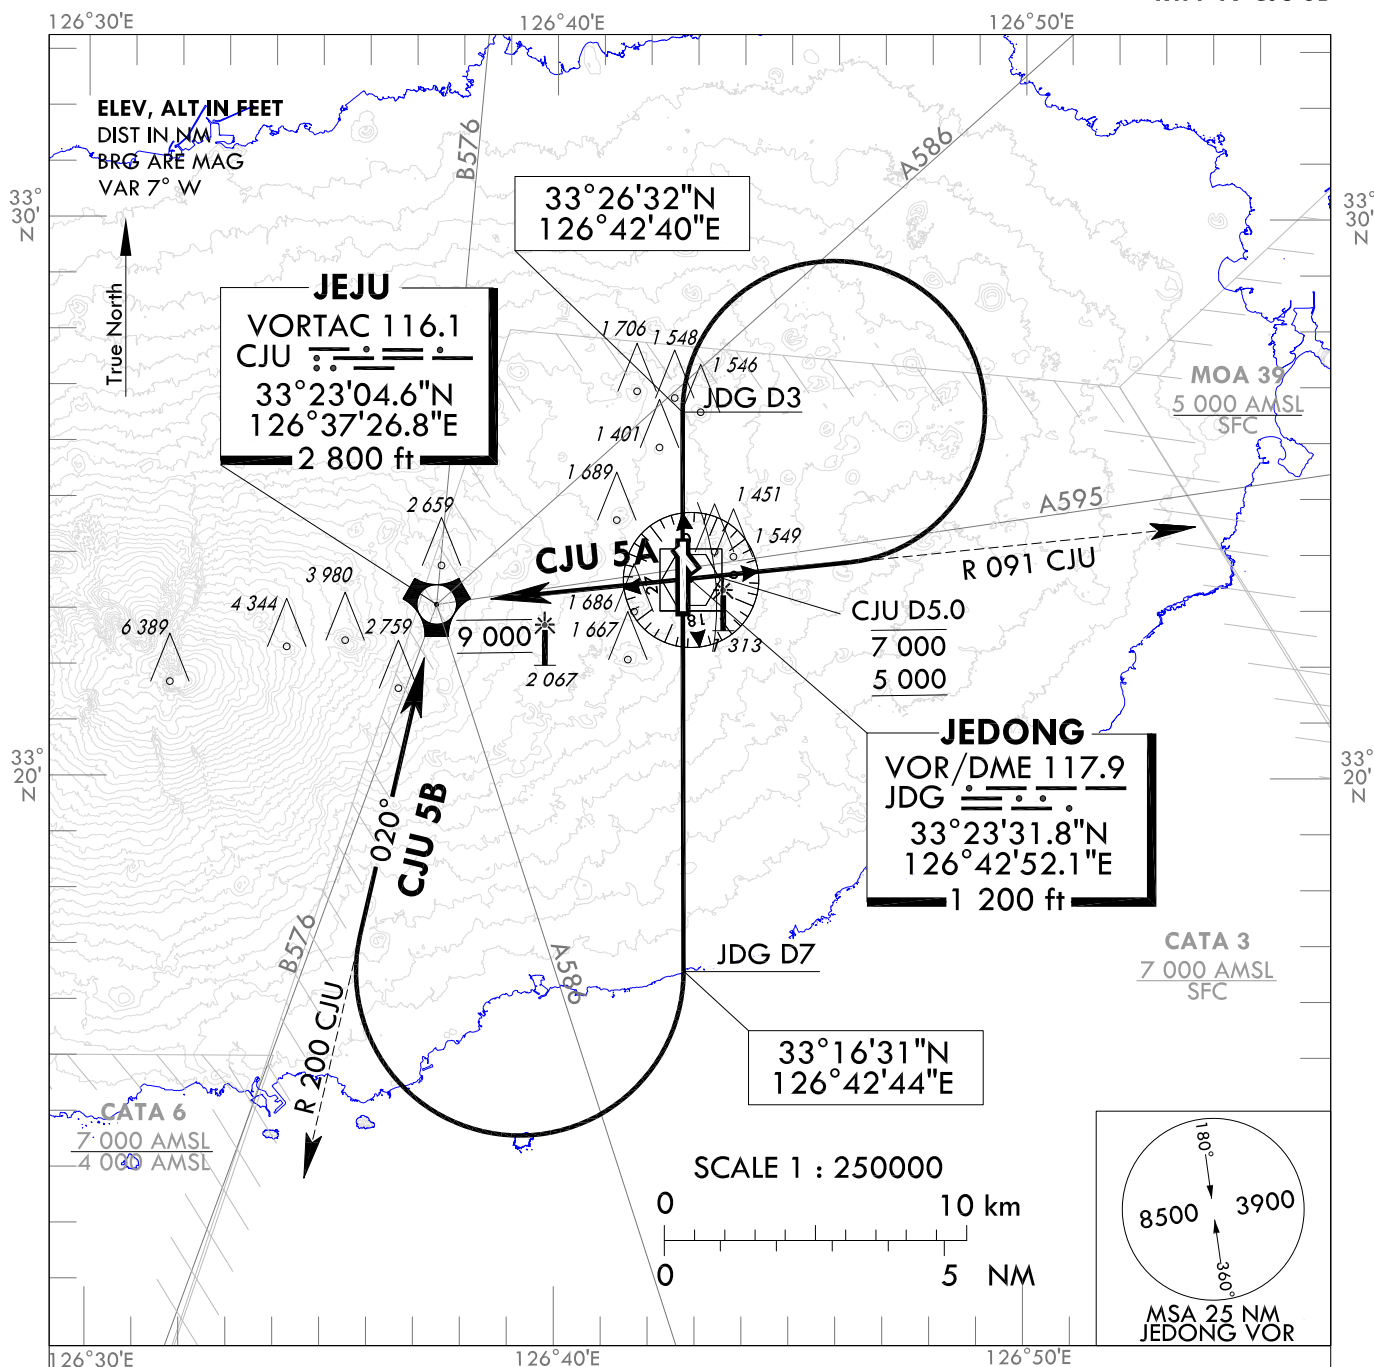 126°30'E
126°40'E
126°50'E
ELEV, ALT IN FEET
DIST IN NM
BRG ARE MAG
VAR 7° W
True North
33°
30'
N
33°
30'
N
B576
A586
33°26'32"N
126°42'40"E
JEJU
VORTAC 116.1
CJU
33°23'04.6"N
126°37'26.8"E
2 800 ft
1 706
1 548
1 546
JDG D3
1 401
1 689
1 451
1 549
2 659
MOA 39
5 000 AMSL
SFC
A595
R 091 CJU
CJU 5A
3 980
4 344
6 389
2 759
9 000
1 686
1 667
2 067
18
1 313
CJU D5.0
7 000
5 000
JEDONG
VOR/DME 117.9
JDG
33°23'31.8"N
126°42'52.1"E
1 200 ft
33°
20'
N
33°
20'
N
020°
CJU 5B
B576
A586
R 200 CJU
JDG D7
33°16'31"N
126°42'44"E
CATA 3
7 000 AMSL
SFC
CATA 6
7 000 AMSL
4 000 AMSL
SCALE 1 : 250000
0
10 km
0
5
NM
180°
8500
3900
360°
MSA 25 NM
JEDONG VOR
126°30'E
126°40'E
126°50'E